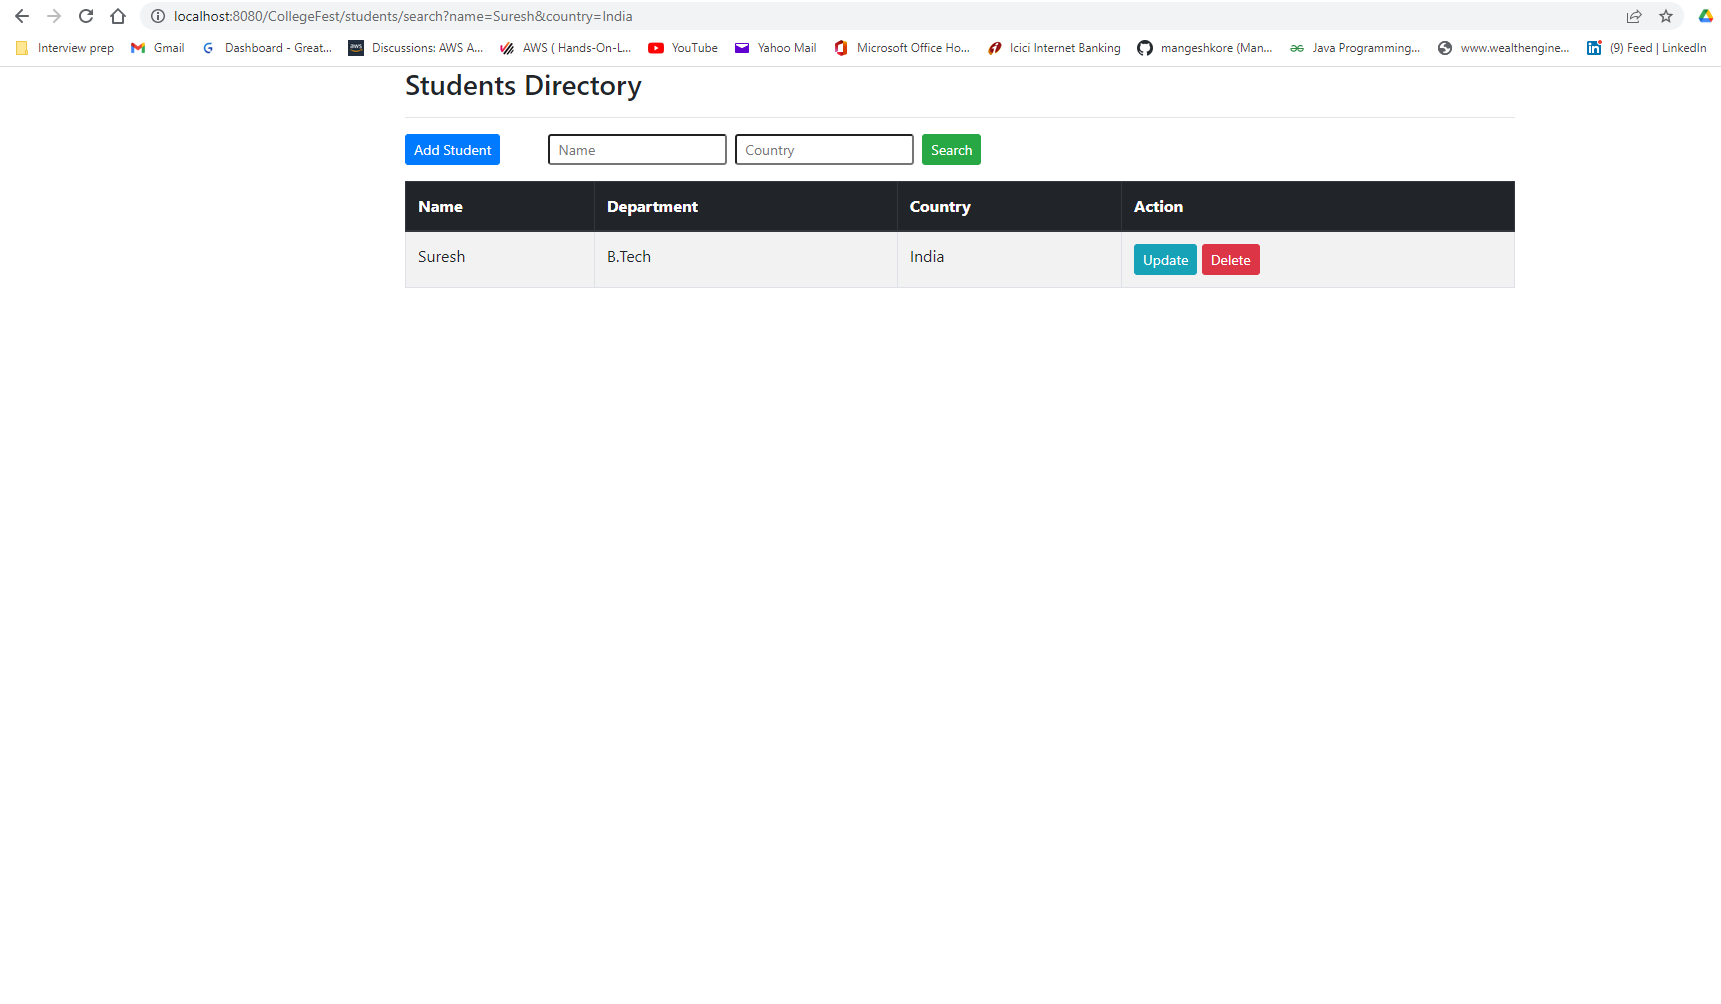 localhost:8080/CollegeFest/students/search?name=Suresh&country=India
Interview prep Gmail G Dashboard - Great... aws Discussions: AWS A... AWS ( Hands-On-L... YouTube Yahoo Mail Microsoft Office Ho... Icici Internet Banking mangeshkore (Man... Java Programming... www.wealthengine... in (9) Feed | LinkedIn
Students Directory
Add Student Name Country Search
Name Department Country Action
Suresh B.Tech India Update Delete